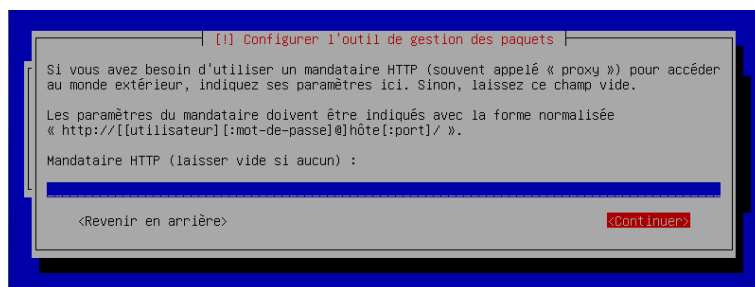 [!] Configurer l'outil de gestion des paquets
Si vous avez besoin d'utiliser un mandataire HTTP (souvent appelé « proxy ») pour accéder
au monde extérieur, indiquez ses paramètres ici. Sinon, laissez ce champ vide.
Les paramètres du mandataire doivent être indiqués avec la forme normalisée
« http://[[utilisateur][:mot-de-passe]@]hôte[:port]/ ».
Mandataire HTTP (laisser vide si aucun) :
<Revenir en arrière>
<Continuer>